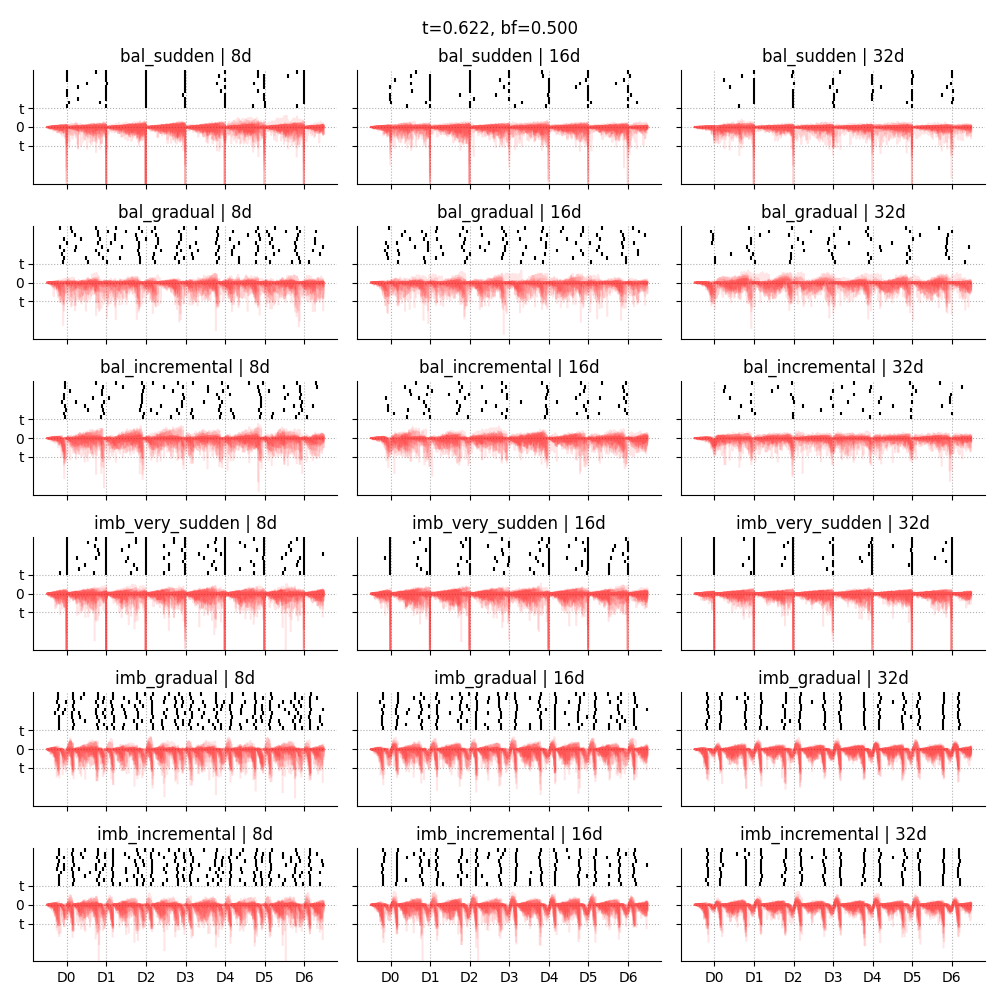 t=0.622, bf=0.500
bal_sudden | 8d
bal_sudden | 16d
bal_sudden | 32d
t
0
t
bal_gradual | 8d
bal_gradual | 16d
bal_gradual | 32d
t
0
t
bal_incremental | 8d
bal_incremental | 16d
bal_incremental | 32d
t
0
t
imb_very_sudden | 8d
imb_very_sudden | 16d
imb_very_sudden | 32d
t
0
t
imb_gradual | 8d
imb_gradual | 16d
imb_gradual | 32d
t
0
t
imb_incremental | 8d
imb_incremental | 16d
imb_incremental | 32d
t
0
t
D0 D1 D2 D3 D4 D5 D6
D0 D1 D2 D3 D4 D5 D6
D0 D1 D2 D3 D4 D5 D6